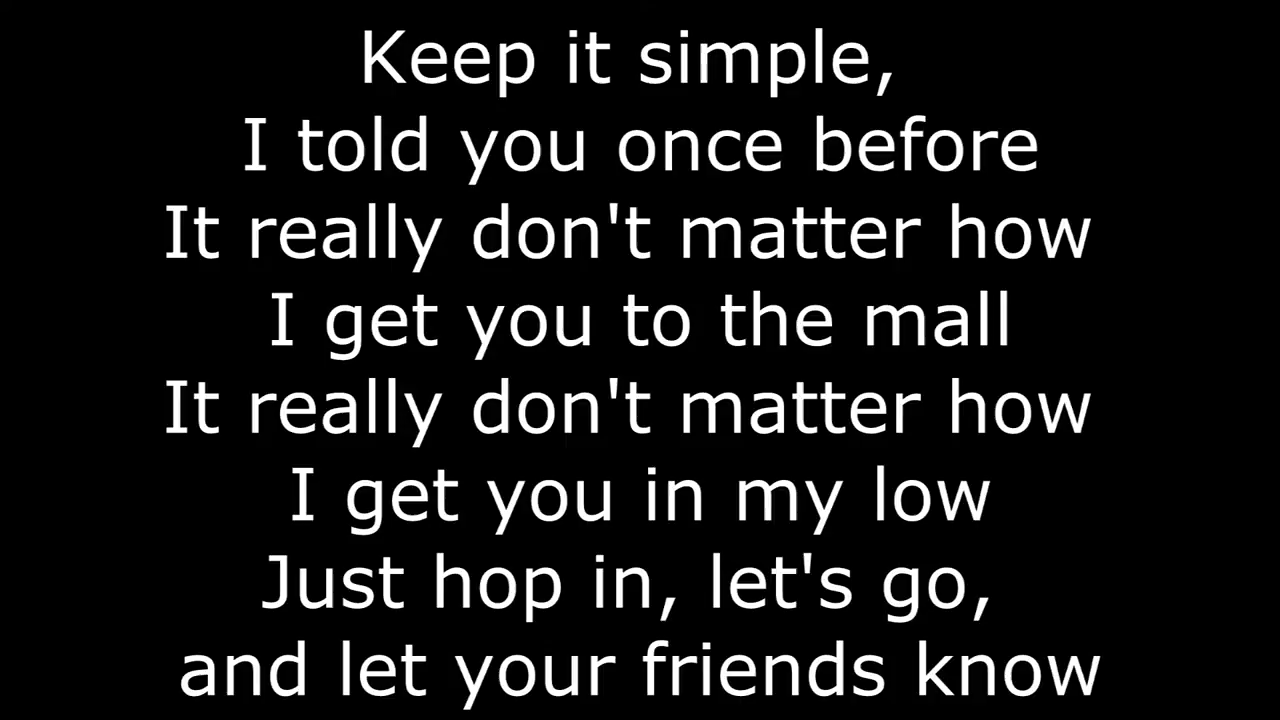 Keep it simple,
I told you once before
It really don't matter how
I get you to the mall
It really don't matter how
I get you in my low
Just hop in, let's go,
and let your friends know